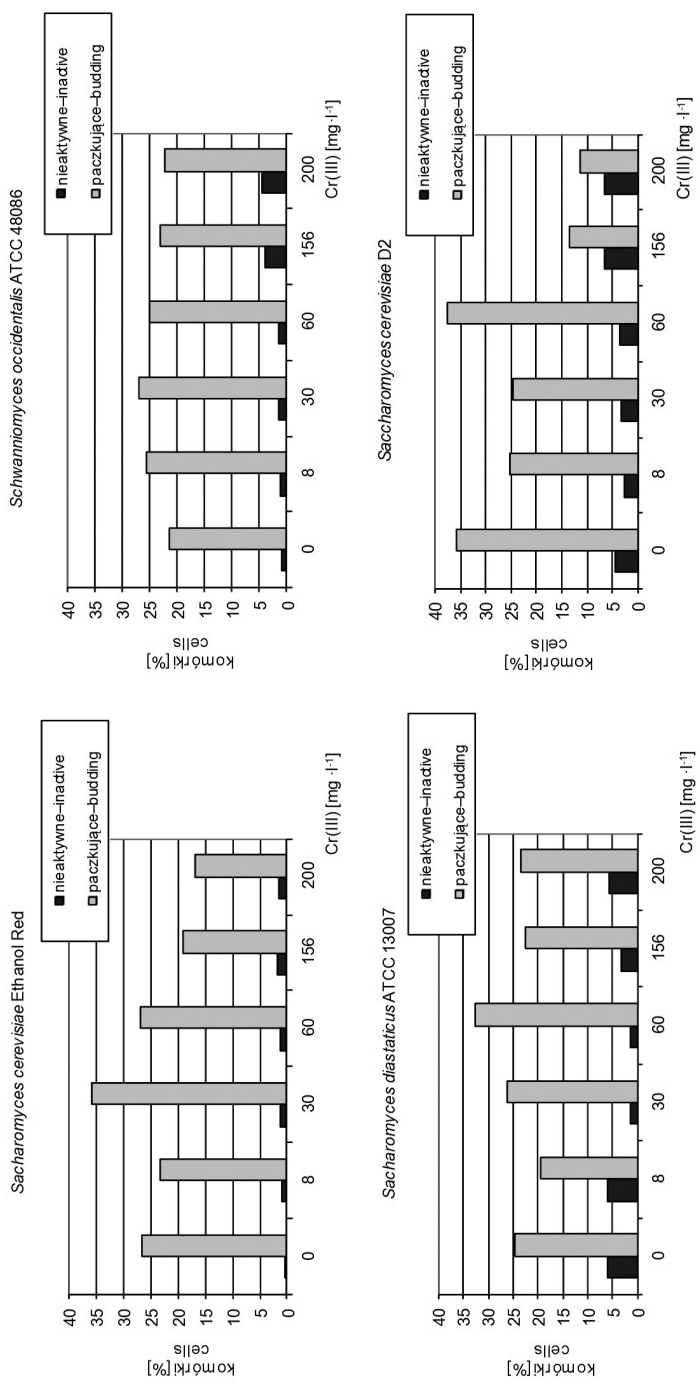 Sacharomyces cerevisiae Ethanol Red
nieaktywne–inactive
paczkujące–budding
komórki[%]
cells
40
35
30
25
20
15
10
5
0
0 8 30 60 156 200
Cr(III) [mg ·l-1]
Schwanniomyces occidentalis ATCC 48086
nieaktywne–inactive
paczkujące–budding
komórki[%]
cells
40
35
30
25
20
15
10
5
0
0 8 30 60 156 200
Cr(III) [mg ·l-1]
Sacharomyces diastaticus ATCC 13007
nieaktywne–inactive
paczkujące–budding
komórki[%]
cells
40
35
30
25
20
15
10
5
0
0 8 30 60 156 200
Cr(III) [mg ·l-1]
Saccharomyces cerevisiae D2
nieaktywne–inactive
paczkujące–budding
komórki[%]
cells
40
35
30
25
20
15
10
5
0
0 8 30 60 156 200
Cr(III) [mg ·l-1]